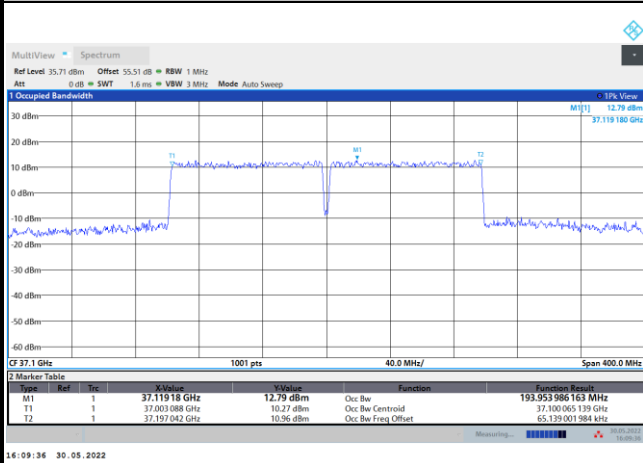 MultiView Spectrum
Ref Level 35.71 dBm Offset 55.51 dB RBW 1 MHz
Att 0 dB SWT 1.6 ms VBW 3 MHz Mode Auto Sweep
1 Occupied Bandwidth 1Pk View
M1[1] 12.79 dBm
37.119 180 GHz
30 dBm
20 dBm
T1 M1 T2
10 dBm
0 dBm
-10 dBm
-20 dBm
-30 dBm
-40 dBm
-50 dBm
-60 dBm
CF 37.1 GHz 1001 pts 40.0 MHz/ Span 400.0 MHz
2 Marker Table
Type Ref Trc X-Value Y-Value Function Function Result
M1 1 37.119 18 GHz 12.79 dBm Occ Bw 193.953 986 163 MHz
T1 1 37.003 088 GHz 10.27 dBm Occ Bw Centroid 37.100 065 139 GHz
T2 1 37.197 042 GHz 10.96 dBm Occ Bw Freq Offset 65.139 001 984 kHz
Measuring... 30.05.2022
16:09:36
16:09:36 30.05.2022